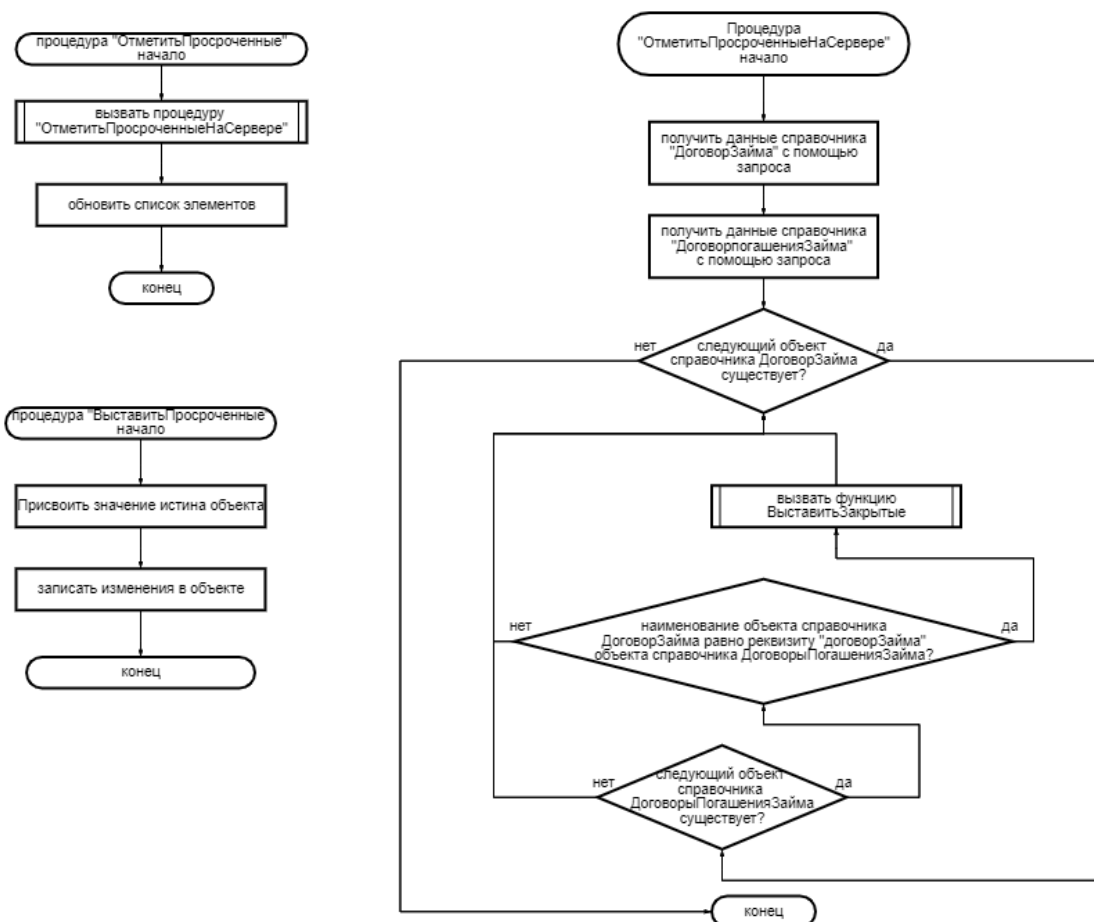 процедура "ОтметитьПросроченные"
начало
вызвать процедуру
"ОтметитьПросроченныеНаСервере"
обновить список элементов
конец
процедура "ВыставитьПросроченные
начало
Присвоить значение истина объекта
записать изменения в объекте
конец
Процедура
"ОтметитьПросроченныеНаСервере"
начало
получить данные справочника
"ДоговорЗайма" с помощью
запроса
получить данные справочника
"ДоговорпогашенияЗайма"
с помощью запроса
нет
следующий объект
справочника ДоговорЗайма
существует?
да
вызвать функцию
ВыставитьЗакрытые
нет
наименование объекта справочника
ДоговорЗайма равно реквизиту "договорЗайма"
объекта справочника ДоговорыПогашенияЗайма?
да
нет
следующий объект
справочника
ДоговорыПогашенияЗайма
существует?
да
конец